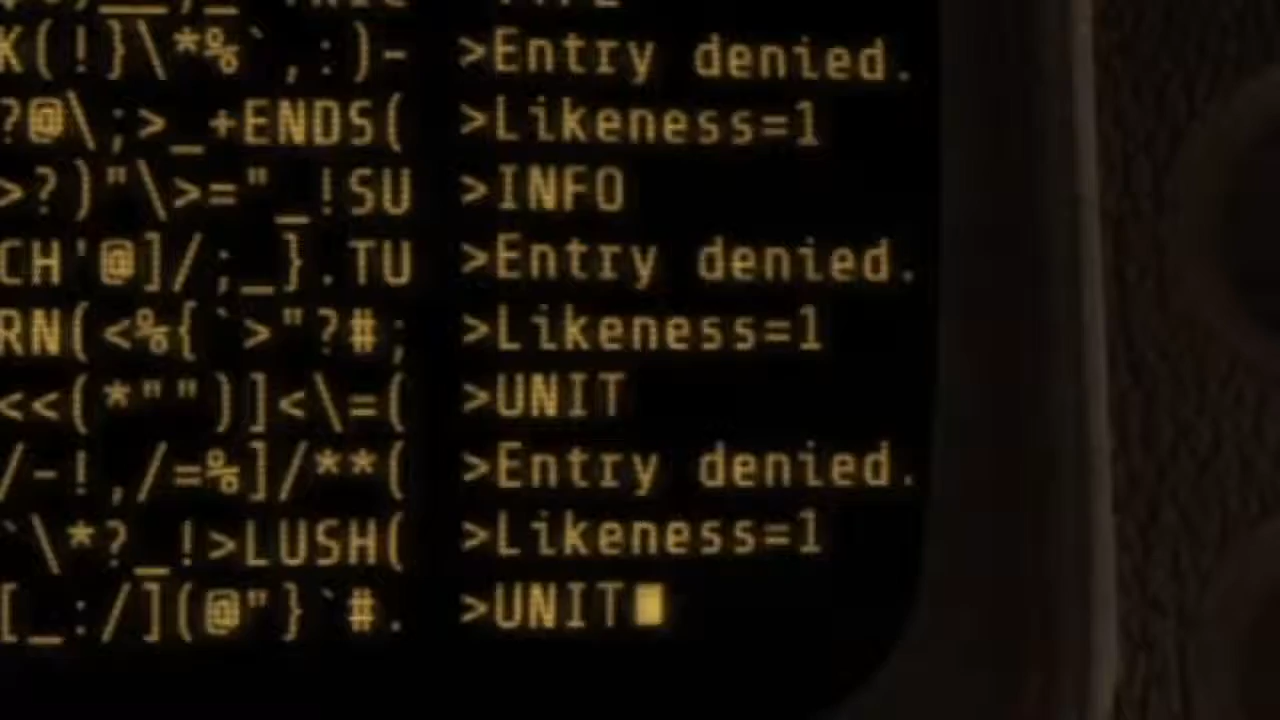 K(!}\*%` ,:)- >Entry denied.
?@\;>_+ENDS( >Likeness=1
>?)"\>="_!SU >INFO
CH'@]/;_}.TU >Entry denied.
RN(<%{`>"?#; >Likeness=1
<<(*"")]<\=( >UNIT
/-!,/=%]/**( >Entry denied.
`\*?_!>LUSH( >Likeness=1
[_:/](@"}`#. >UNIT